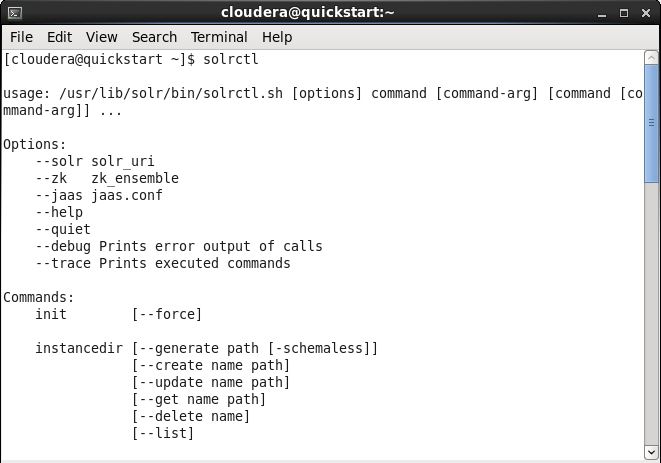 cloudera@quickstart:~
File Edit View Search Terminal Help
[cloudera@quickstart ~]$ solrctl
usage: /usr/lib/solr/bin/solrctl.sh [options] command [command-arg] [command [co
mmand-arg]] ...
Options:
    --solr solr_uri
    --zk   zk_ensemble
    --jaas jaas.conf
    --help
    --quiet
    --debug Prints error output of calls
    --trace Prints executed commands
Commands:
    init        [--force]
    instancedir [--generate path [-schemaless]]
                [--create name path]
                [--update name path]
                [--get name path]
                [--delete name]
                [--list]